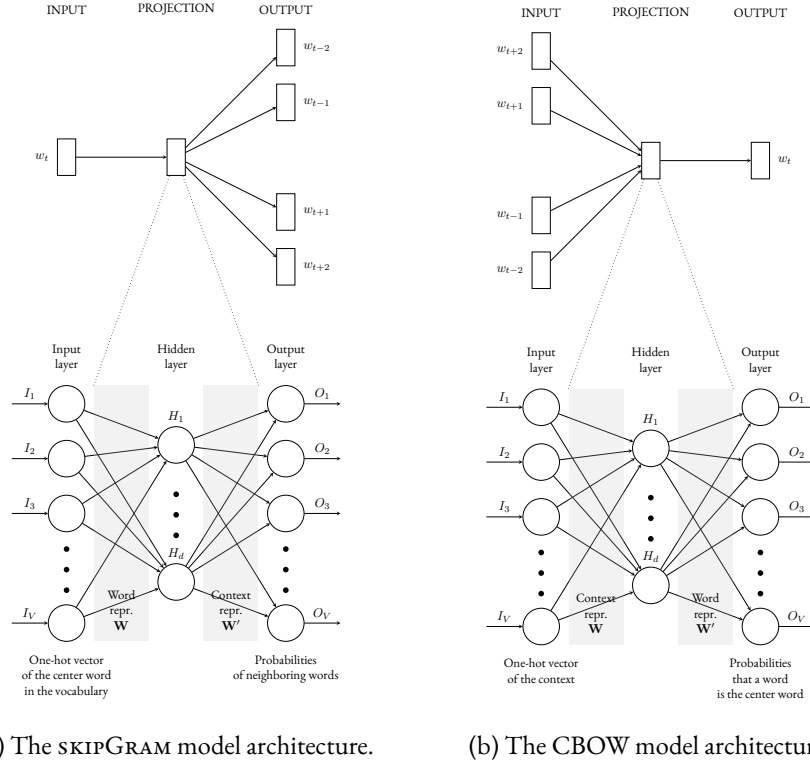 INPUT PROJECTION OUTPUT
w_{t−2}
w_{t−1}
w_t
w_{t+1}
w_{t+2}
Input
layer
Hidden
layer
Output
layer
I_1
I_2
I_3
I_V
H_1
H_d
O_1
O_2
O_3
O_V
Word
repr.
W
Context
repr.
W′
One-hot vector
of the center word
in the vocabulary
Probabilities
of neighboring words
) The SKIPGRAM model architecture.
INPUT PROJECTION OUTPUT
w_{t+2}
w_{t+1}
w_t
w_{t−1}
w_{t−2}
Input
layer
Hidden
layer
Output
layer
I_1
I_2
I_3
I_V
H_1
H_d
O_1
O_2
O_3
O_V
Context
repr.
W
Word
repr.
W′
One-hot vector
of the context
Probabilities
that a word
is the center word
(b) The CBOW model architectur